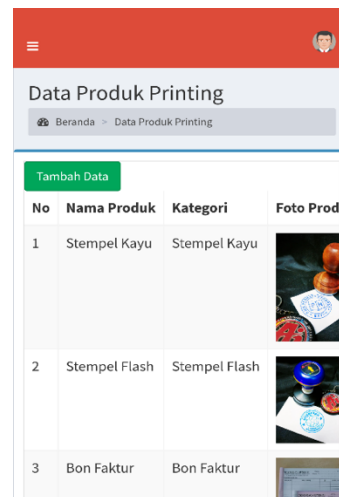 Data Produk Printing
Beranda > Data Produk Printing
Tambah Data
No Nama Produk Kategori Foto Prod
1 Stempel Kayu Stempel Kayu
2 Stempel Flash Stempel Flash
3 Bon Faktur Bon Faktur